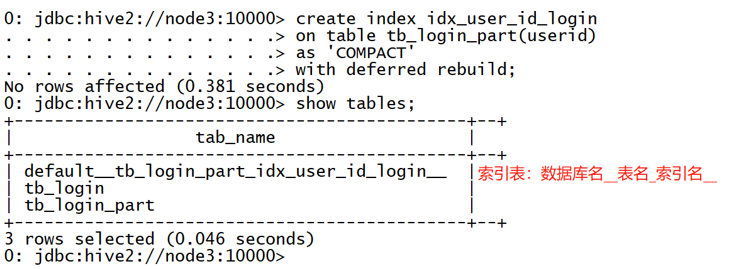 0: jdbc:hive2://node3:10000> create index idx_user_id_login
. . . . . . . . . . . . . .> on table tb_login_part(userid)
. . . . . . . . . . . . . .> as 'COMPACT'
. . . . . . . . . . . . . .> with deferred rebuild;
No rows affected (0.381 seconds)
0: jdbc:hive2://node3:10000> show tables;
+--------------------------------------------+--+
| tab_name |
+--------------------------------------------+--+
| default__tb_login_part_idx_user_id_login__ | 索引表：数据库名__表名_索引名__
| tb_login |
| tb_login_part |
+--------------------------------------------+--+
3 rows selected (0.046 seconds)
0: jdbc:hive2://node3:10000>